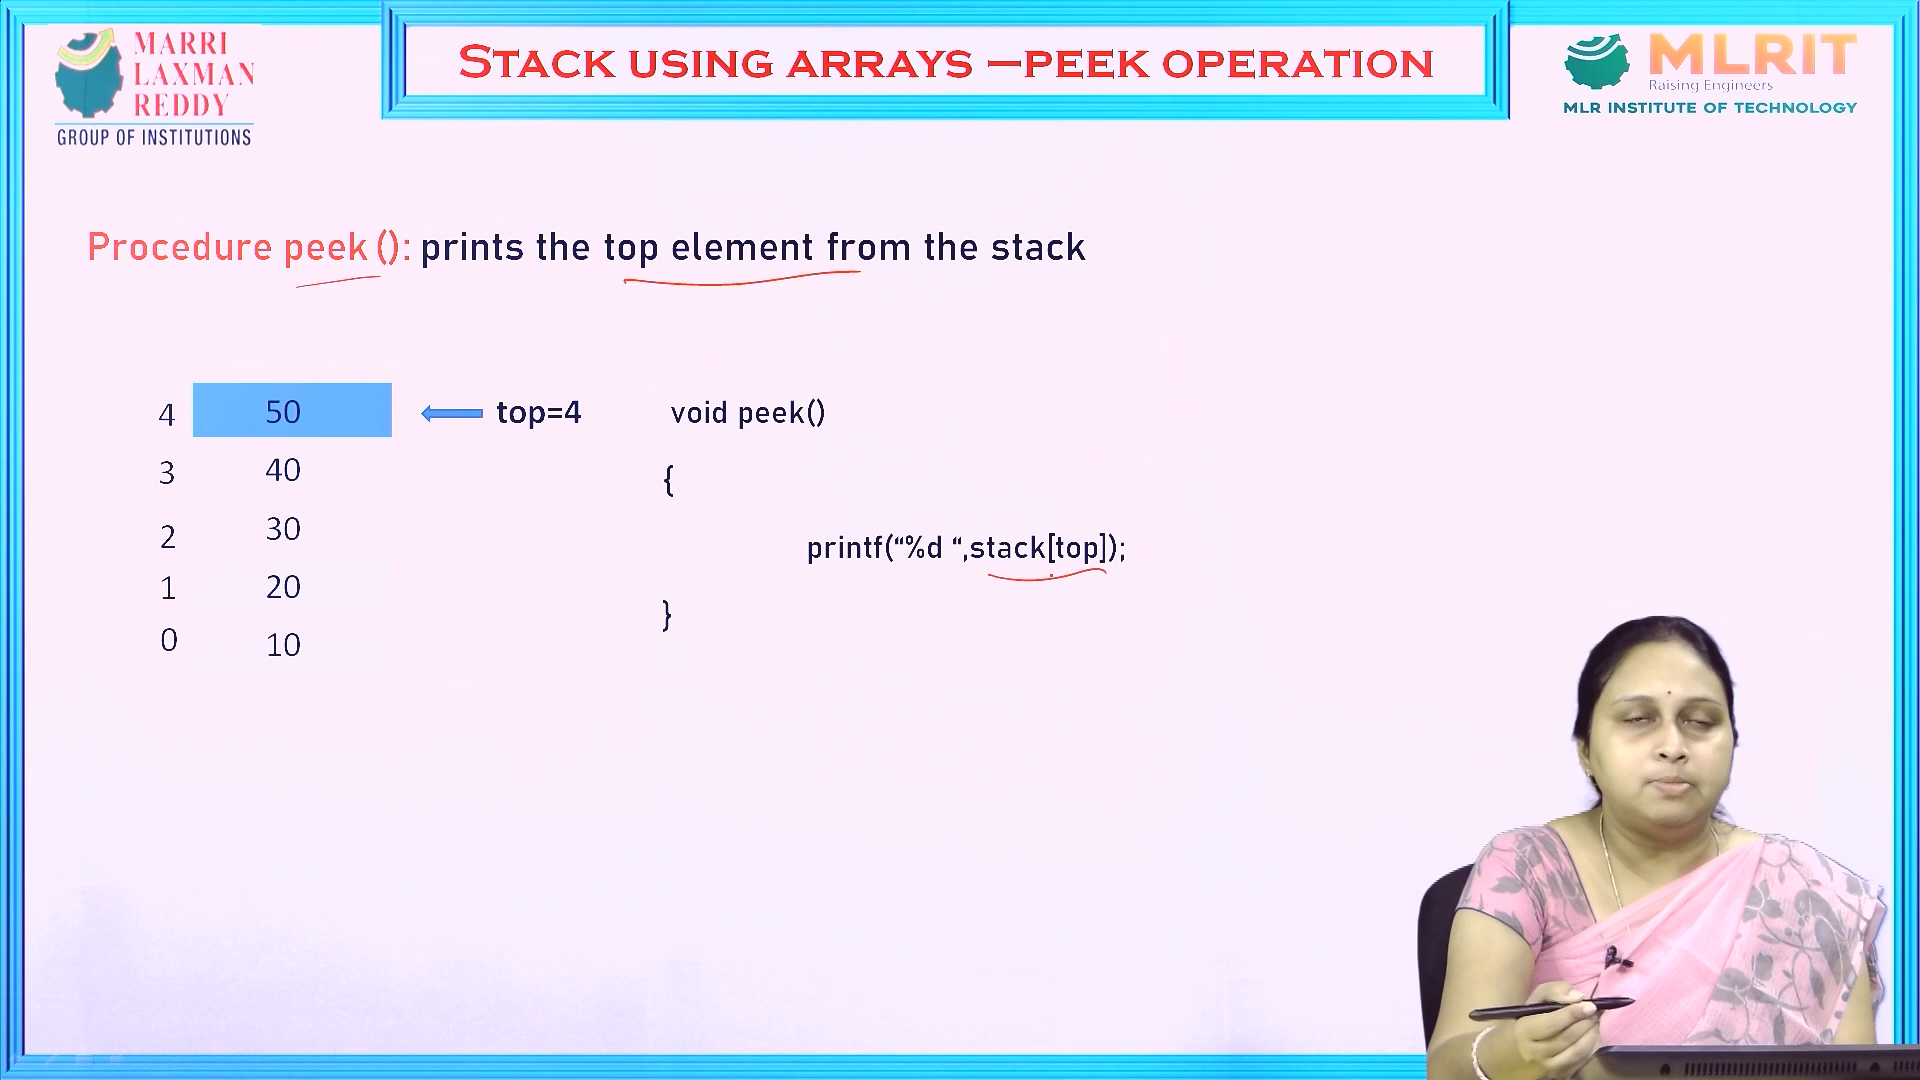 MARRI
LAXMAN
REDDY
GROUP OF INSTITUTIONS
STACK USING ARRAYS –PEEK OPERATION
MLRIT
Raising Engineers
MLR INSTITUTE OF TECHNOLOGY
Procedure peek (): prints the top element from the stack
4 50 top=4
3 40
2 30
1 20
0 10
void peek()
{
printf(“%d “,stack[top]);
}